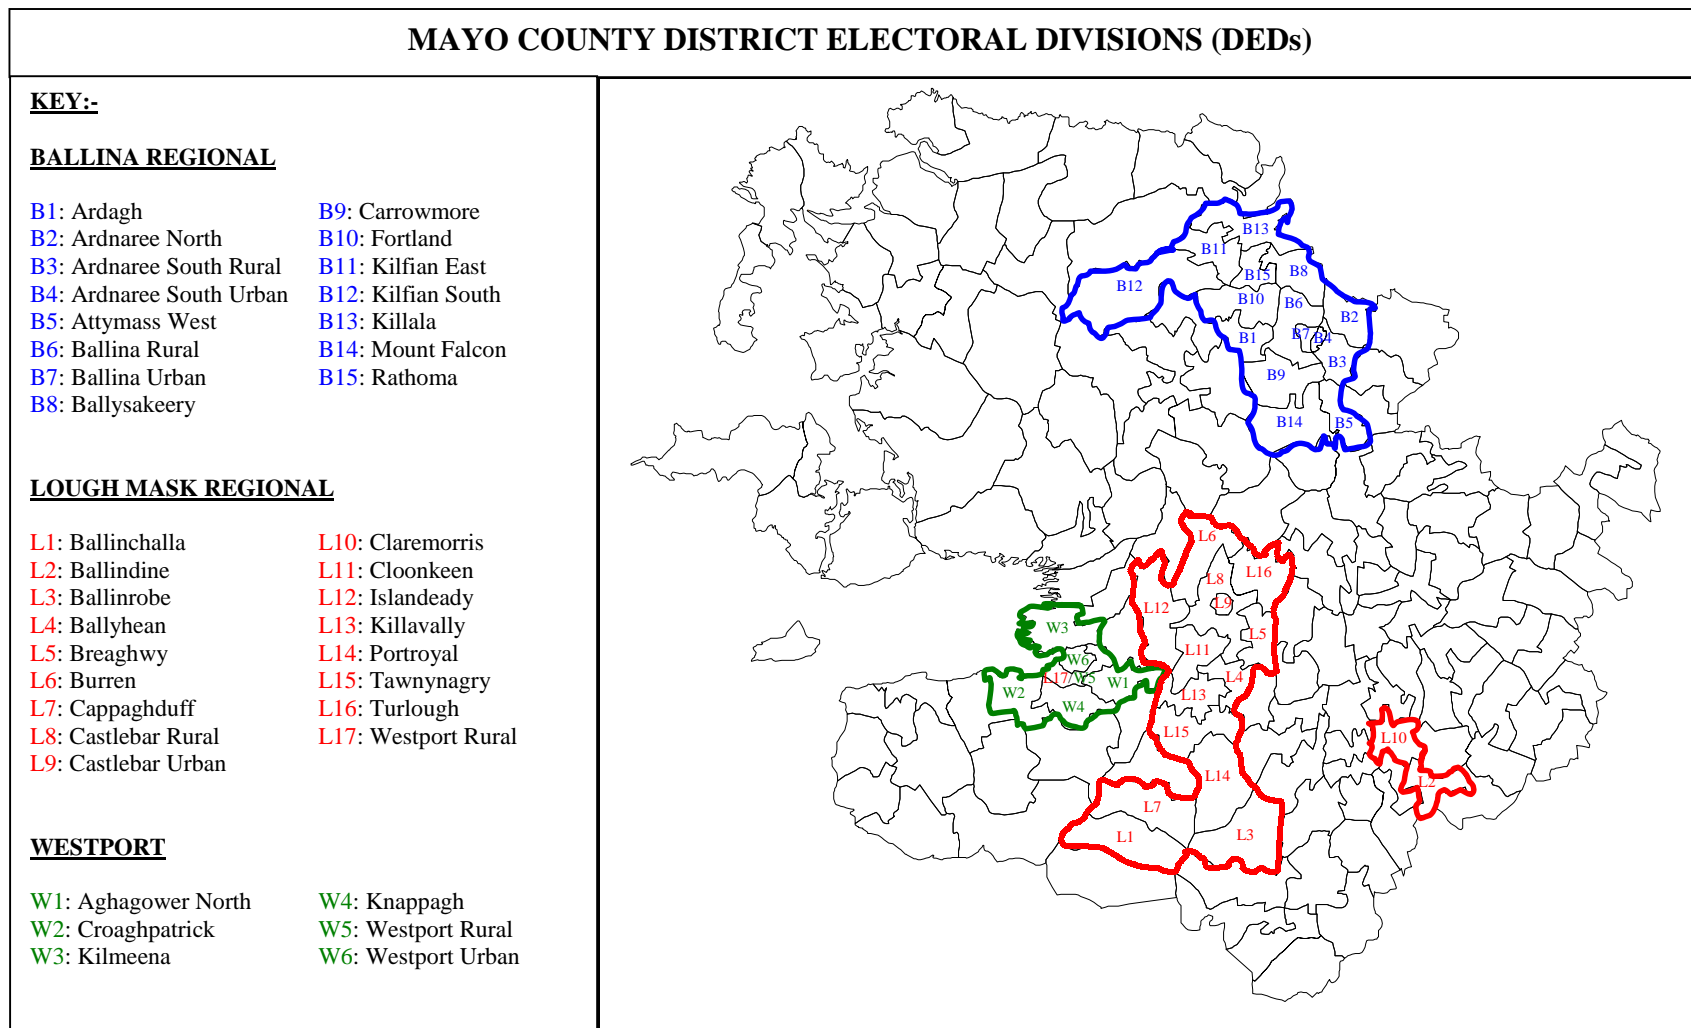 MAYO COUNTY DISTRICT ELECTORAL DIVISIONS (DEDs)
KEY:-
BALLINA REGIONAL
B1: Ardagh
B2: Ardnaree North
B3: Ardnaree South Rural
B4: Ardnaree South Urban
B5: Attymass West
B6: Ballina Rural
B7: Ballina Urban
B8: Ballysakeery
B9: Carrowmore
B10: Fortland
B11: Kilfian East
B12: Kilfian South
B13: Killala
B14: Mount Falcon
B15: Rathoma
LOUGH MASK REGIONAL
L1: Ballinchalla
L2: Ballindine
L3: Ballinrobe
L4: Ballyhean
L5: Breaghwy
L6: Burren
L7: Cappaghduff
L8: Castlebar Rural
L9: Castlebar Urban
L10: Claremorris
L11: Cloonkeen
L12: Islandeady
L13: Killavally
L14: Portroyal
L15: Tawnynagry
L16: Turlough
L17: Westport Rural
WESTPORT
W1: Aghagower North
W2: Croaghpatrick
W3: Kilmeena
W4: Knappagh
W5: Westport Rural
W6: Westport Urban
B13
B11
B8
B15
B12
B10
B6
B2
B1
B7
B4
B3
B9
B14
B5
L6
L16
L8
L9
L12
L5
W3
L11
W6
L17
W5
W1
L4
W2
L13
W4
L15
L10
L14
L2
L7
L1
L3